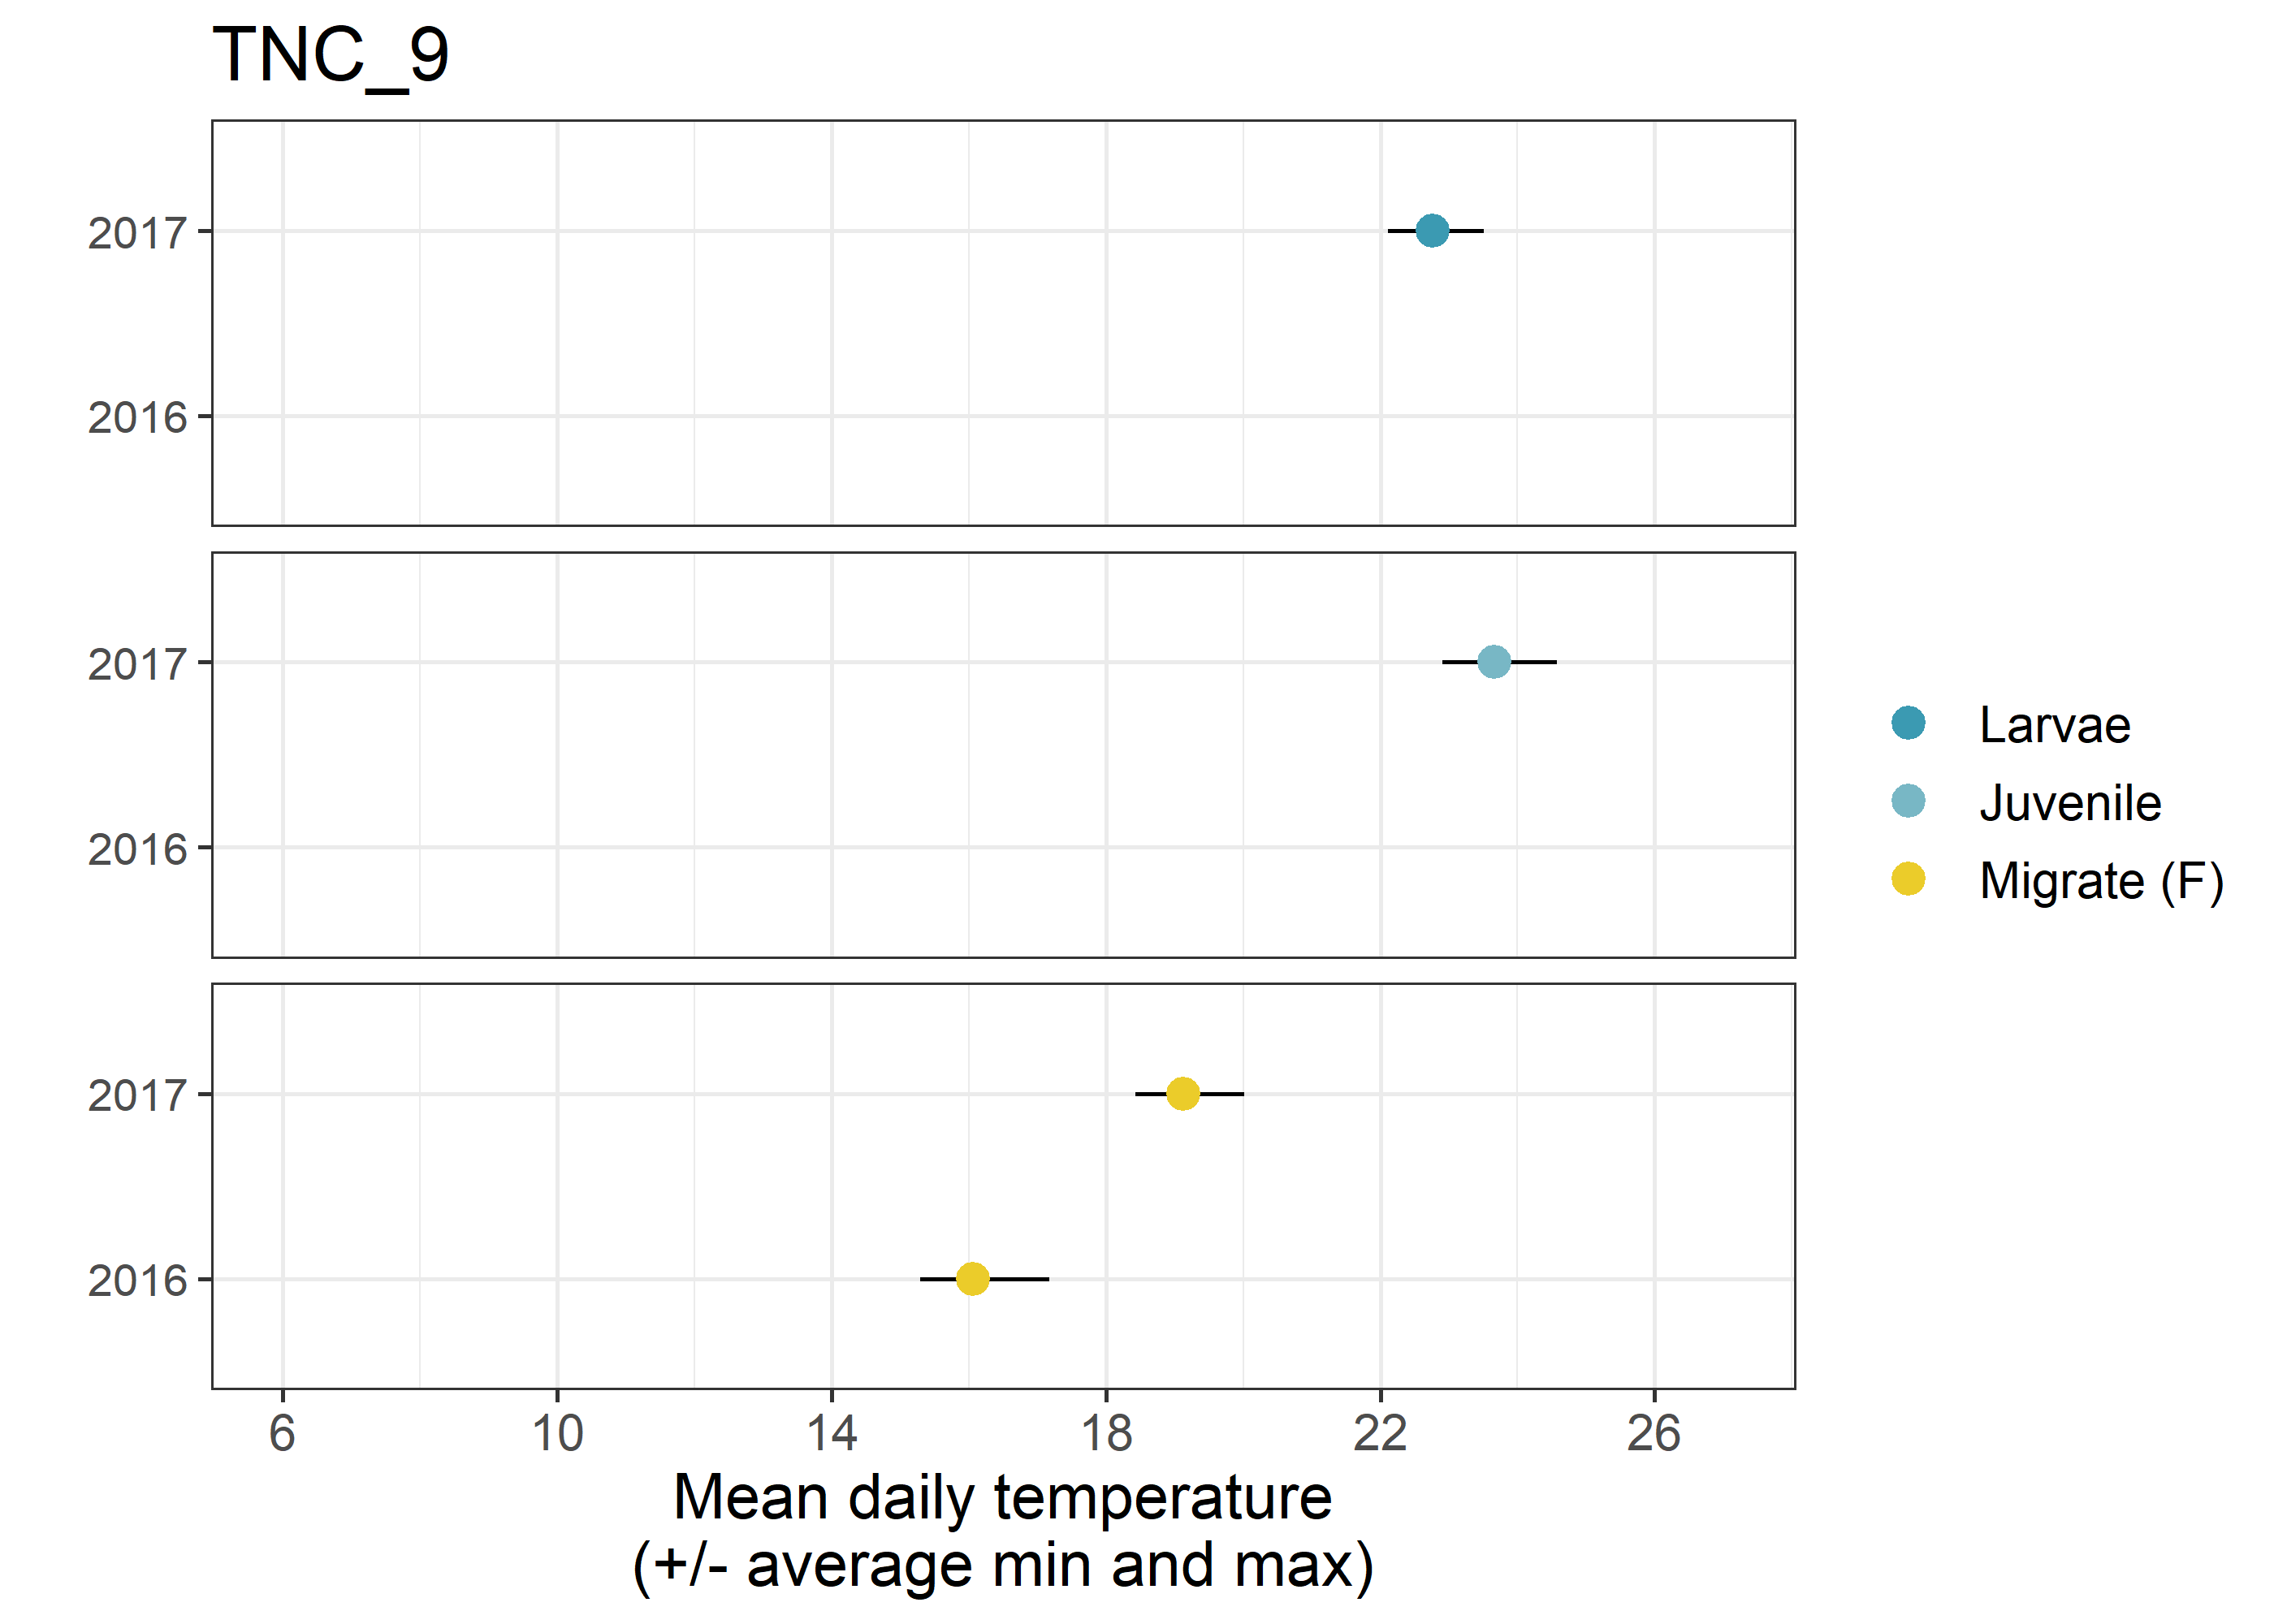 TNC_9
2017
2016
2017
2016
Larvae
Juvenile
Migrate (F)
2017
2016
6 10 14 18 22 26
Mean daily temperature
(+/- average min and max)